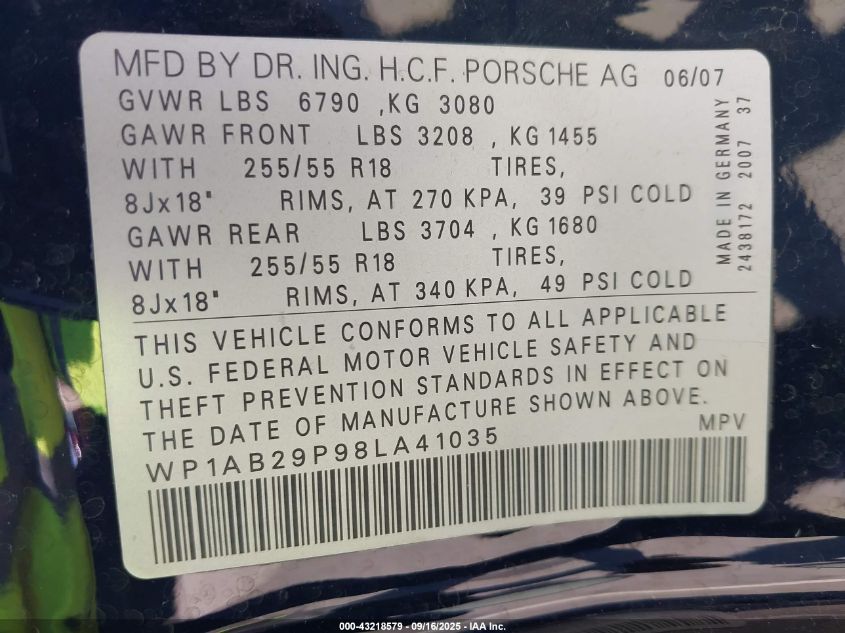 MFD BY DR. ING. H.C.F. PORSCHE AG 06/07
GVWR LBS 6790 ,KG 3080
GAWR FRONT LBS 3208 , KG 1455
WITH 255/55 R18 TIRES,
8Jx18" RIMS, AT 270 KPA, 39 PSI COLD
GAWR REAR LBS 3704 , KG 1680
WITH 255/55 R18 TIRES,
8Jx18" RIMS, AT 340 KPA, 49 PSI COLD
MADE IN GERMANY
2438172 2007 37
THIS VEHICLE CONFORMS TO ALL APPLICABLE
U.S. FEDERAL MOTOR VEHICLE SAFETY AND
THEFT PREVENTION STANDARDS IN EFFECT ON
THE DATE OF MANUFACTURE SHOWN ABOVE.
WP1AB29P98LA41035 MPV
000-43218579 - 09/16/2025 - IAA Inc.